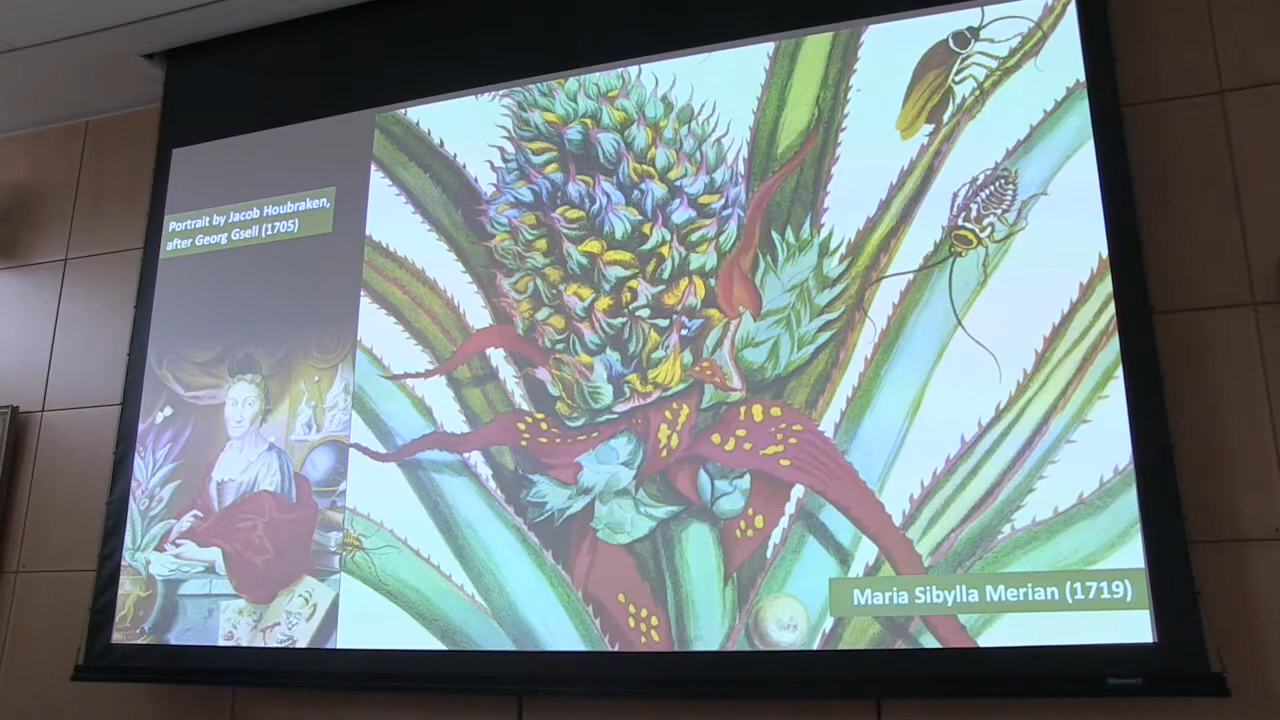 Portrait by Jacob Houbraken,
after Georg Gsell (1705)
Maria Sibylla Merian (1719)